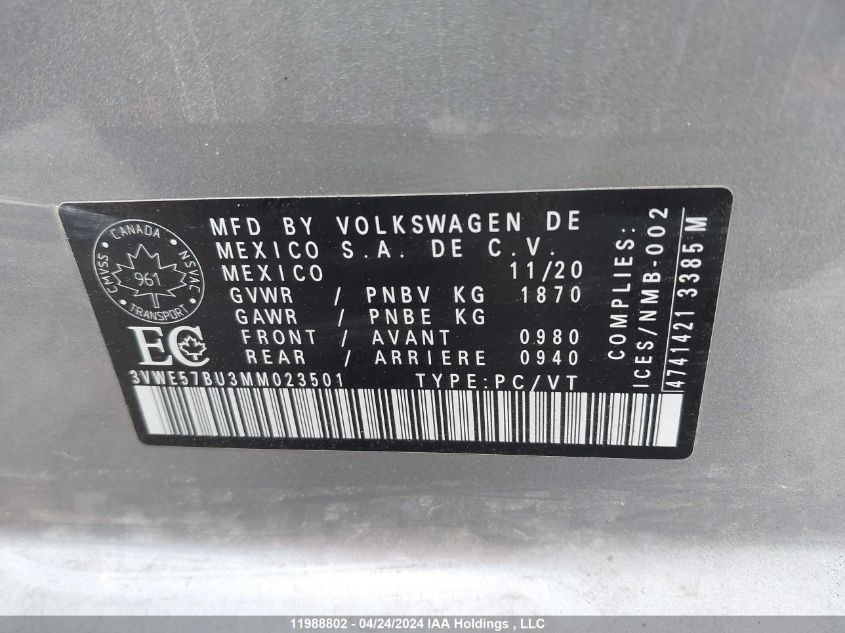 CANADA
CMVSS
NSVAC
961
TRANSPORT
EC
MFD BY VOLKSWAGEN DE
MEXICO S.A. DE C.V.
MEXICO 11/20
GVWR / PNBV KG 1870
GAWR / PNBE KG
FRONT / AVANT 0980
REAR / ARRIERE 0940
3VWE57BU3MM023501 TYPE:PC/VT
COMPLIES:
ICES/NMB-002
4741421 3385 M
11988802 - 04/24/2024 IAA Holdings , LLC